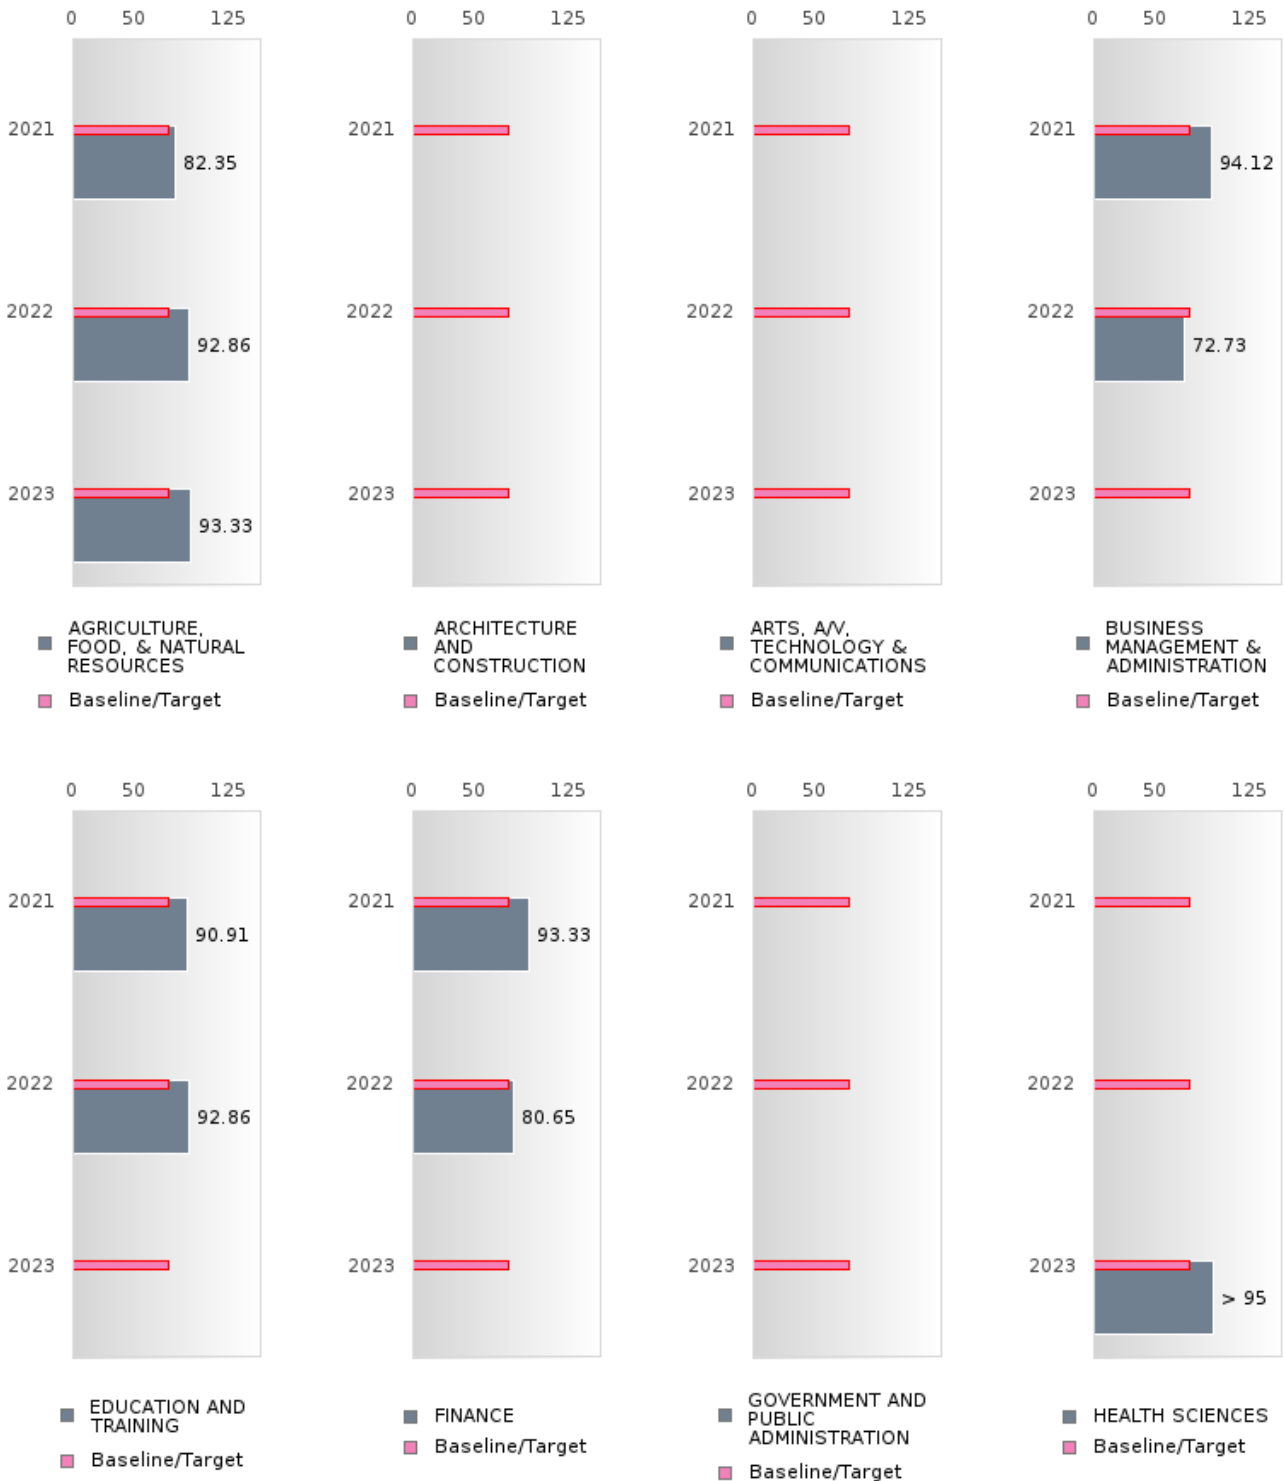 0 50 125 0 50 125 0 50 125 0 50 125
2021 82.35 2021 2021 2021 94.12
2022 92.86 2022 2022 2022 72.73
2023 93.33 2023 2023 2023
AGRICULTURE,
FOOD, & NATURAL
RESOURCES
Baseline/Target
ARCHITECTURE
AND
CONSTRUCTION
Baseline/Target
ARTS, A/V,
TECHNOLOGY &
COMMUNICATIONS
Baseline/Target
BUSINESS
MANAGEMENT &
ADMINISTRATION
Baseline/Target
0 50 125 0 50 125 0 50 125 0 50 125
2021 90.91 2021 93.33 2021 2021
2022 92.86 2022 80.65 2022 2022
2023 2023 2023 2023 > 95
EDUCATION AND
TRAINING
Baseline/Target
FINANCE
Baseline/Target
GOVERNMENT AND
PUBLIC
ADMINISTRATION
Baseline/Target
HEALTH SCIENCES
Baseline/Target